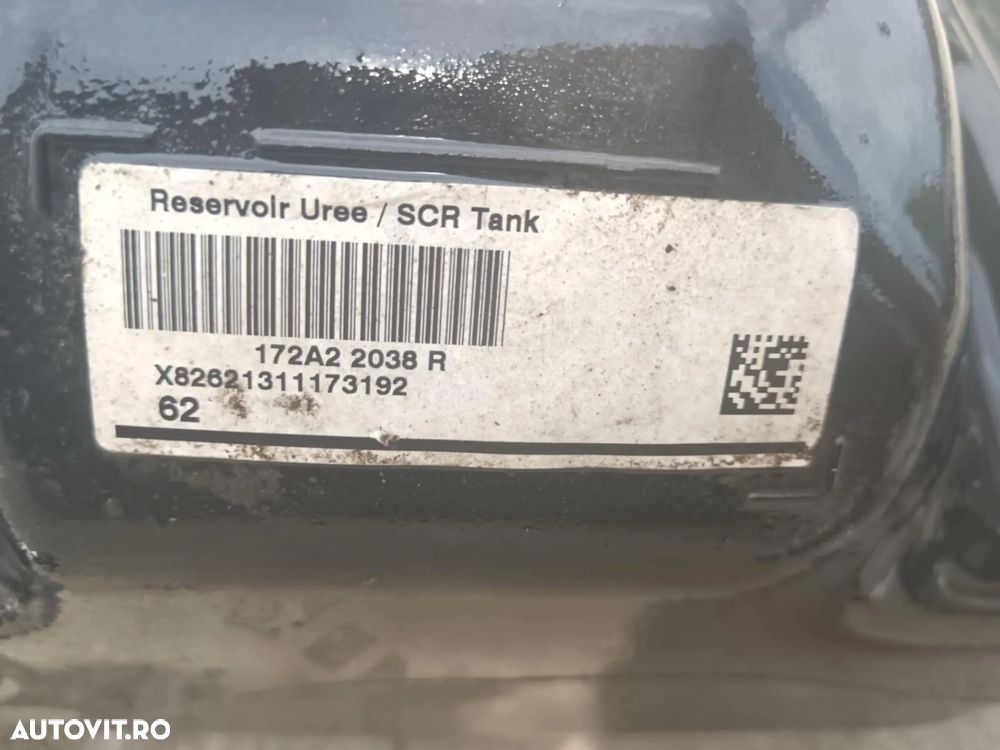 Reservoir Uree / SCR Tank
172A2 2038 R
X82621311173192
62
AUTOVIT.RO